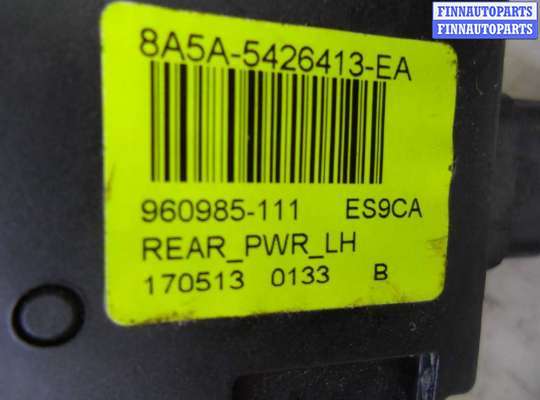 FINNAUTOPARTS
FINNAUTOPARTS
8A5A-5426413-EA
960985-111 ES9CA
REAR_PWR_LH
170513 0133 B